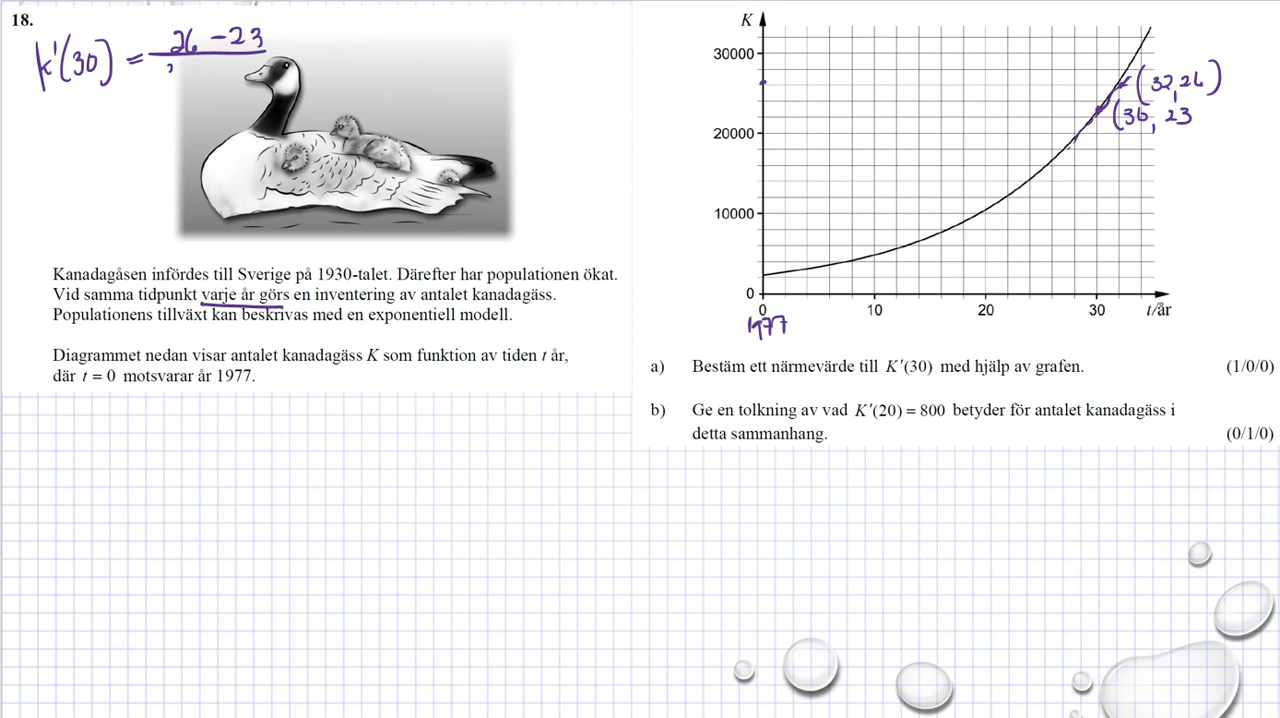 18.
K'(30) = 26 - 23
Kanadagåsen infördes till Sverige på 1930-talet. Därefter har populationen ökat.
Vid samma tidpunkt varje år görs en inventering av antalet kanadagäss.
Populationens tillväxt kan beskrivas med en exponentiell modell.
Diagrammet nedan visar antalet kanadagäss K som funktion av tiden t år,
där t = 0 motsvarar år 1977.
K
30000
20000
10000
0
0 10 20 30 t/år
1977
(32, 26)
(30, 23
a) Bestäm ett närmevärde till K'(30) med hjälp av grafen. (1/0/0)
b) Ge en tolkning av vad K'(20) = 800 betyder för antalet kanadagäss i
detta sammanhang. (0/1/0)